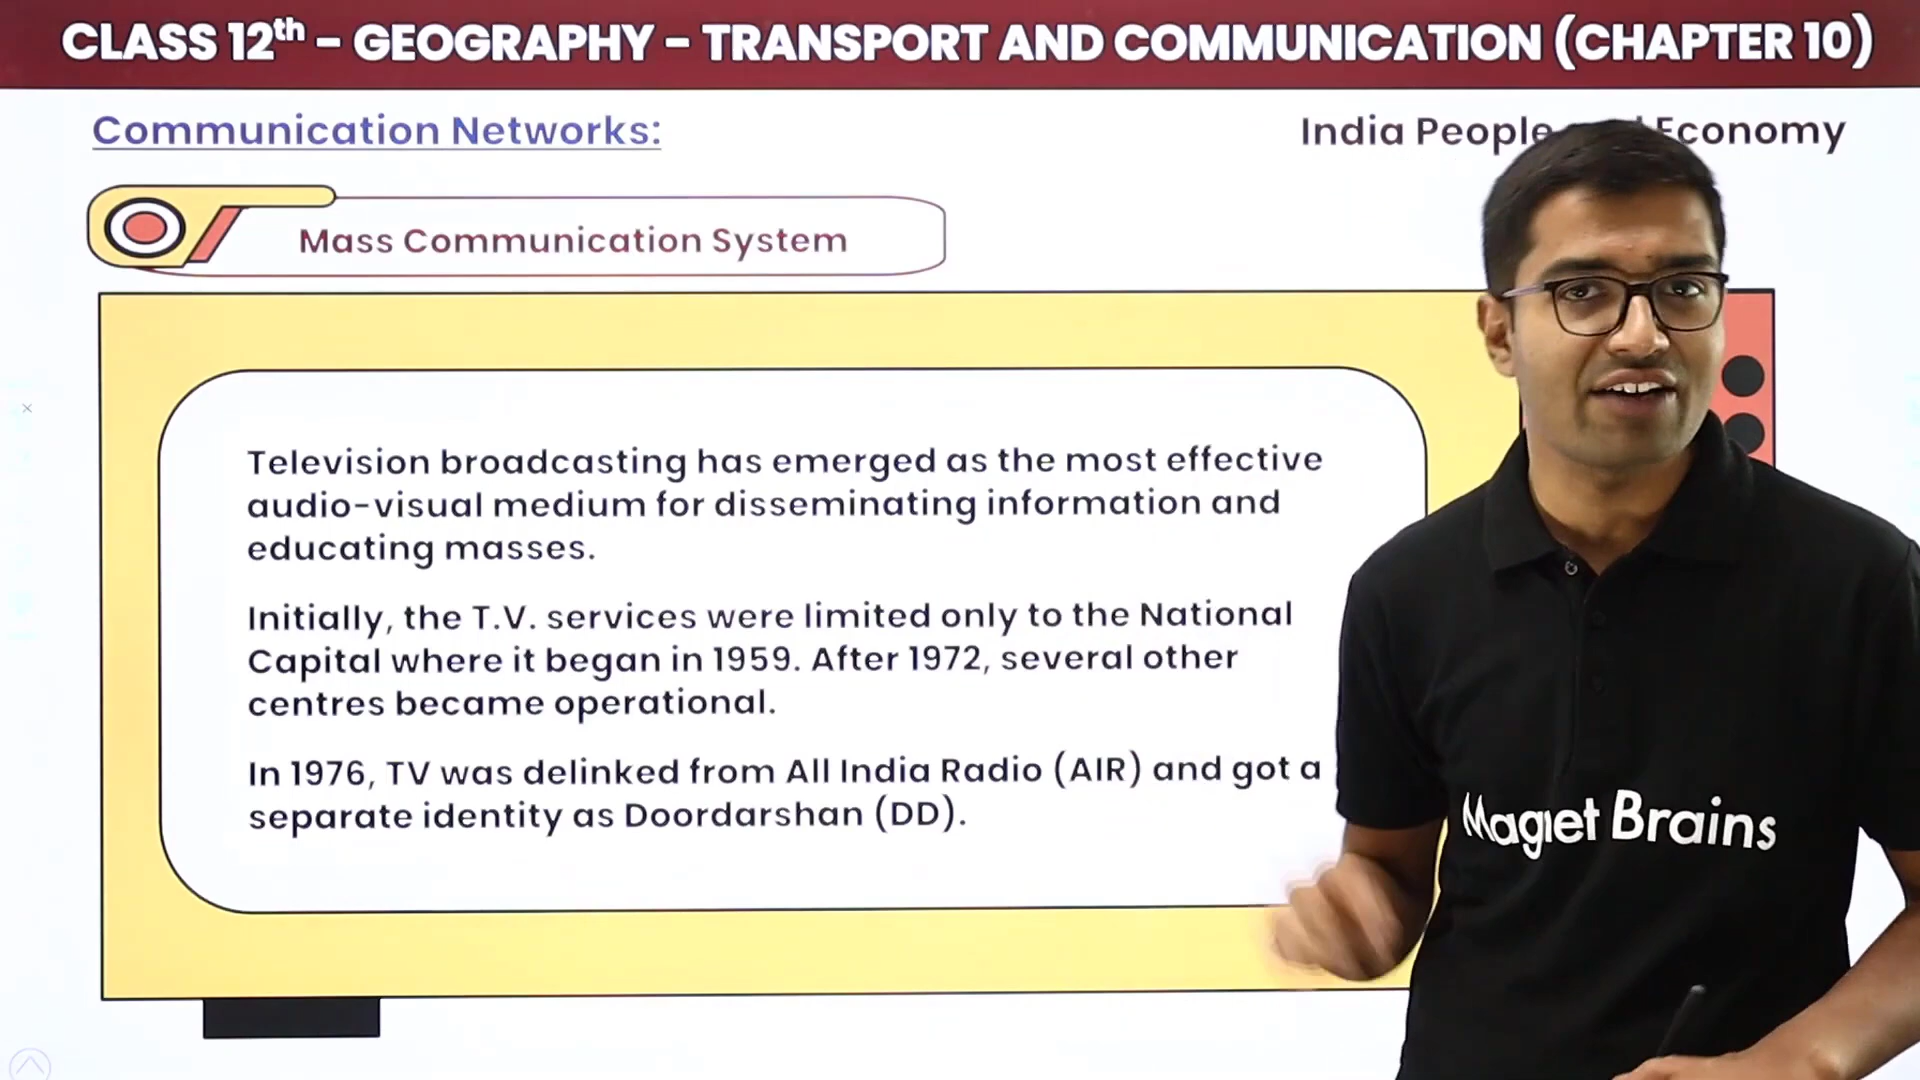 CLASS 12th - GEOGRAPHY - TRANSPORT AND COMMUNICATION (CHAPTER 10)
Communication Networks:
India People Economy
Mass Communication System
Television broadcasting has emerged as the most effective
audio-visual medium for disseminating information and
educating masses.
Initially, the T.V. services were limited only to the National
Capital where it began in 1959. After 1972, several other
centres became operational.
In 1976, TV was delinked from All India Radio (AIR) and got a
separate identity as Doordarshan (DD).
Magnet Brains